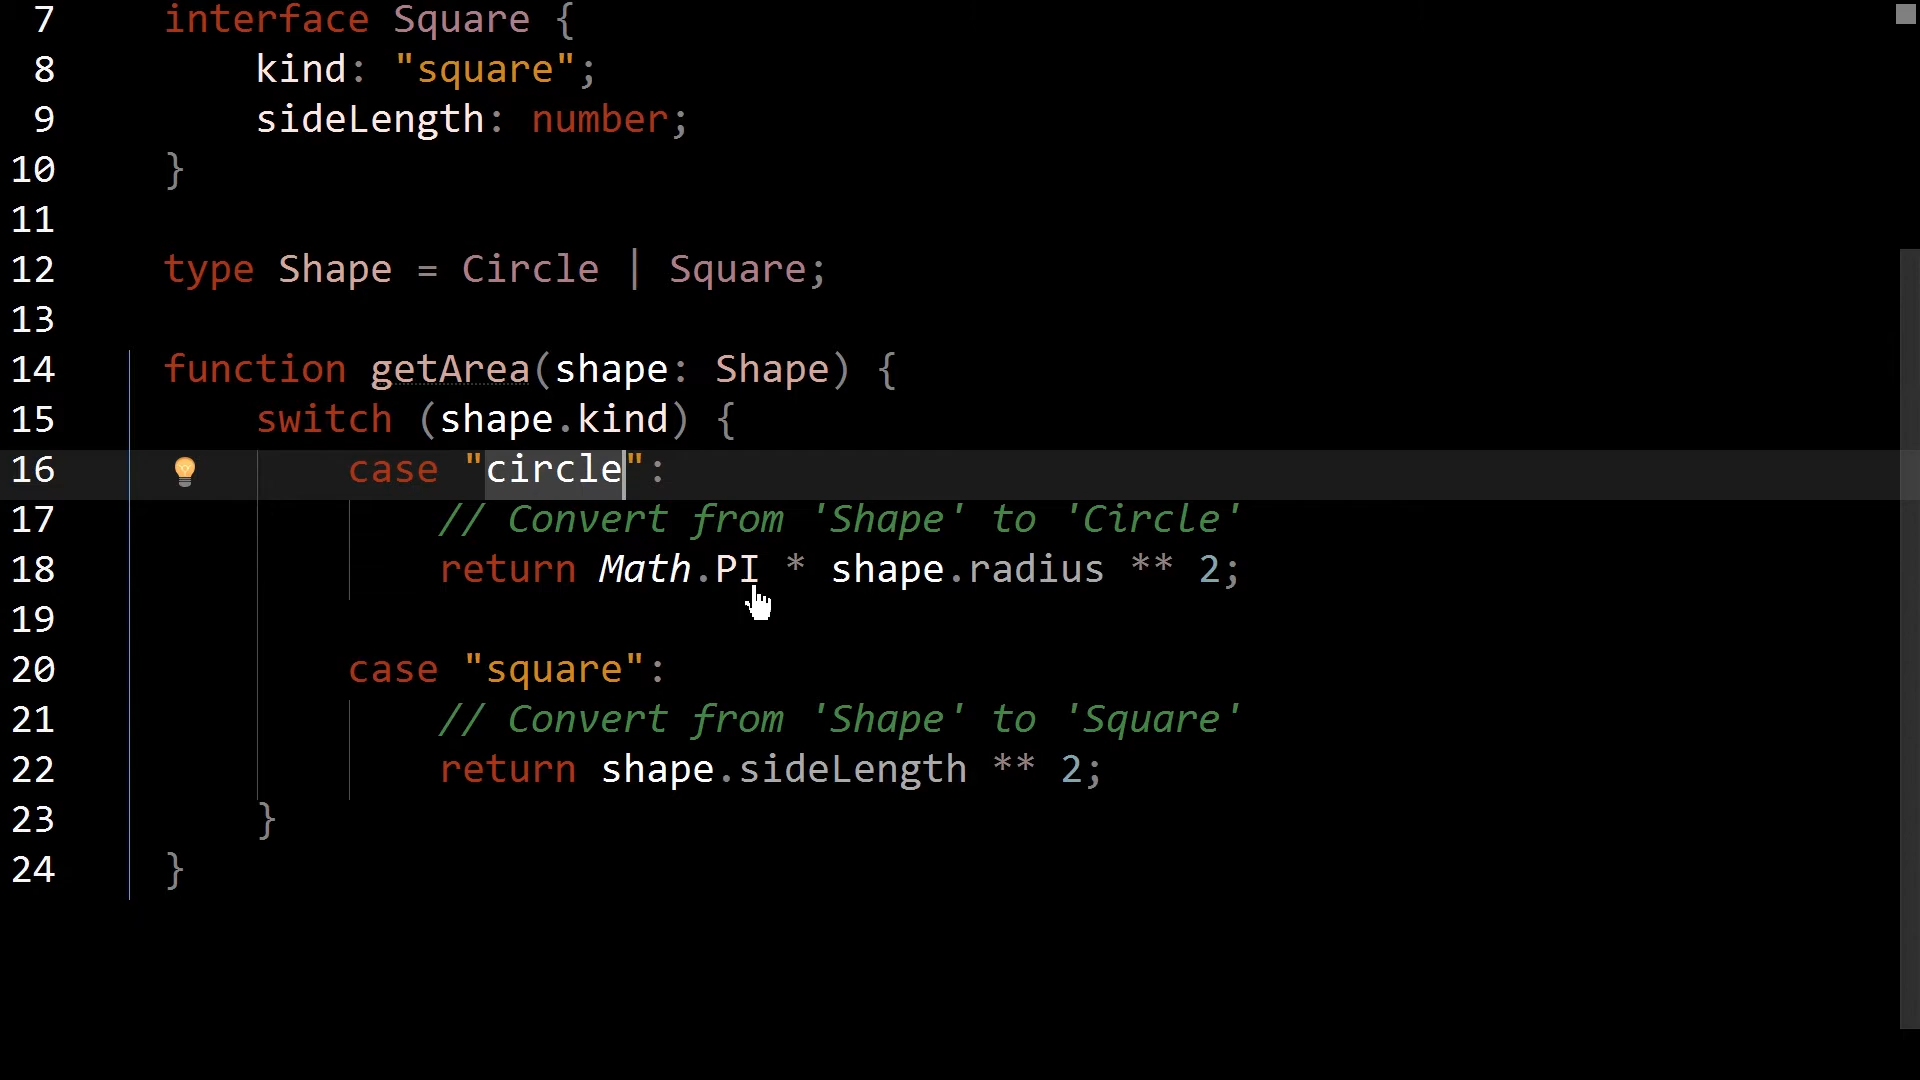 7 interface Square {
8 kind: "square";
9 sideLength: number;
10 }
11
12 type Shape = Circle | Square;
13
14 function getArea(shape: Shape) {
15 switch (shape.kind) {
16 case "circle":
17 // Convert from 'Shape' to 'Circle'
18 return Math.PI * shape.radius ** 2;
19
20 case "square":
21 // Convert from 'Shape' to 'Square'
22 return shape.sideLength ** 2;
23 }
24 }